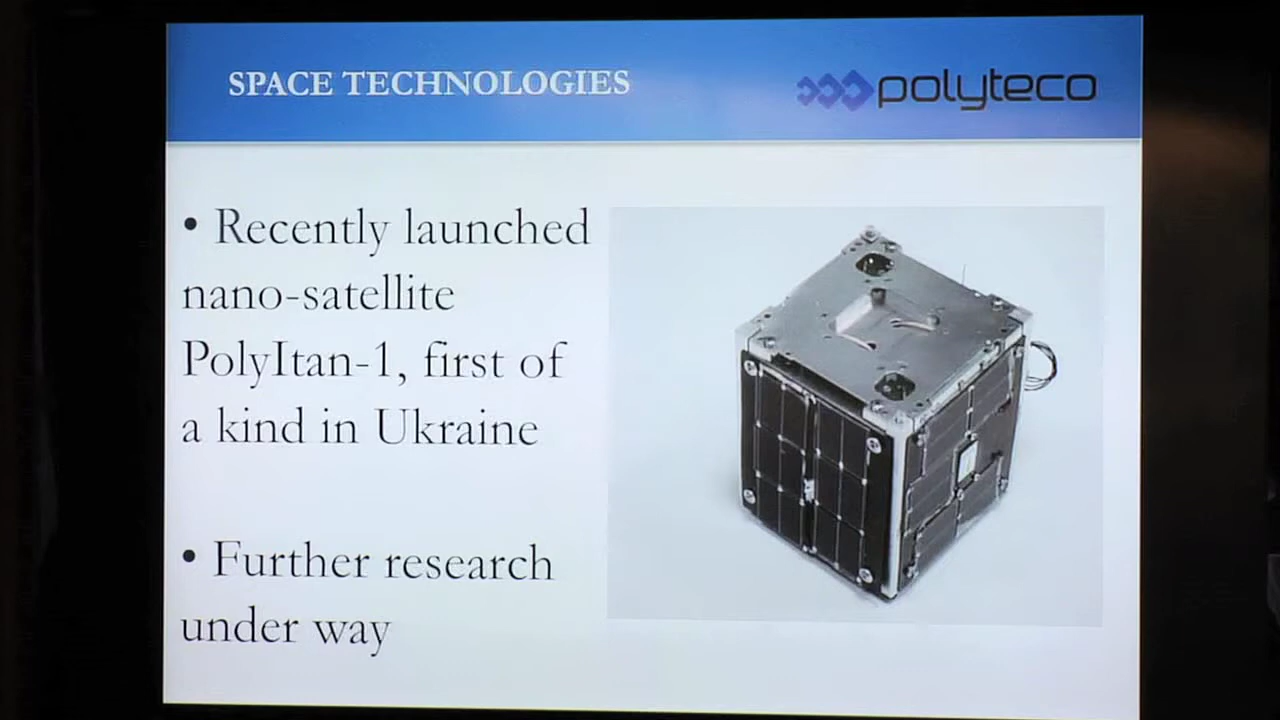 SPACE TECHNOLOGIES
polyteco
• Recently launched
nano-satellite
PolyItan-1, first of
a kind in Ukraine
• Further research
under way